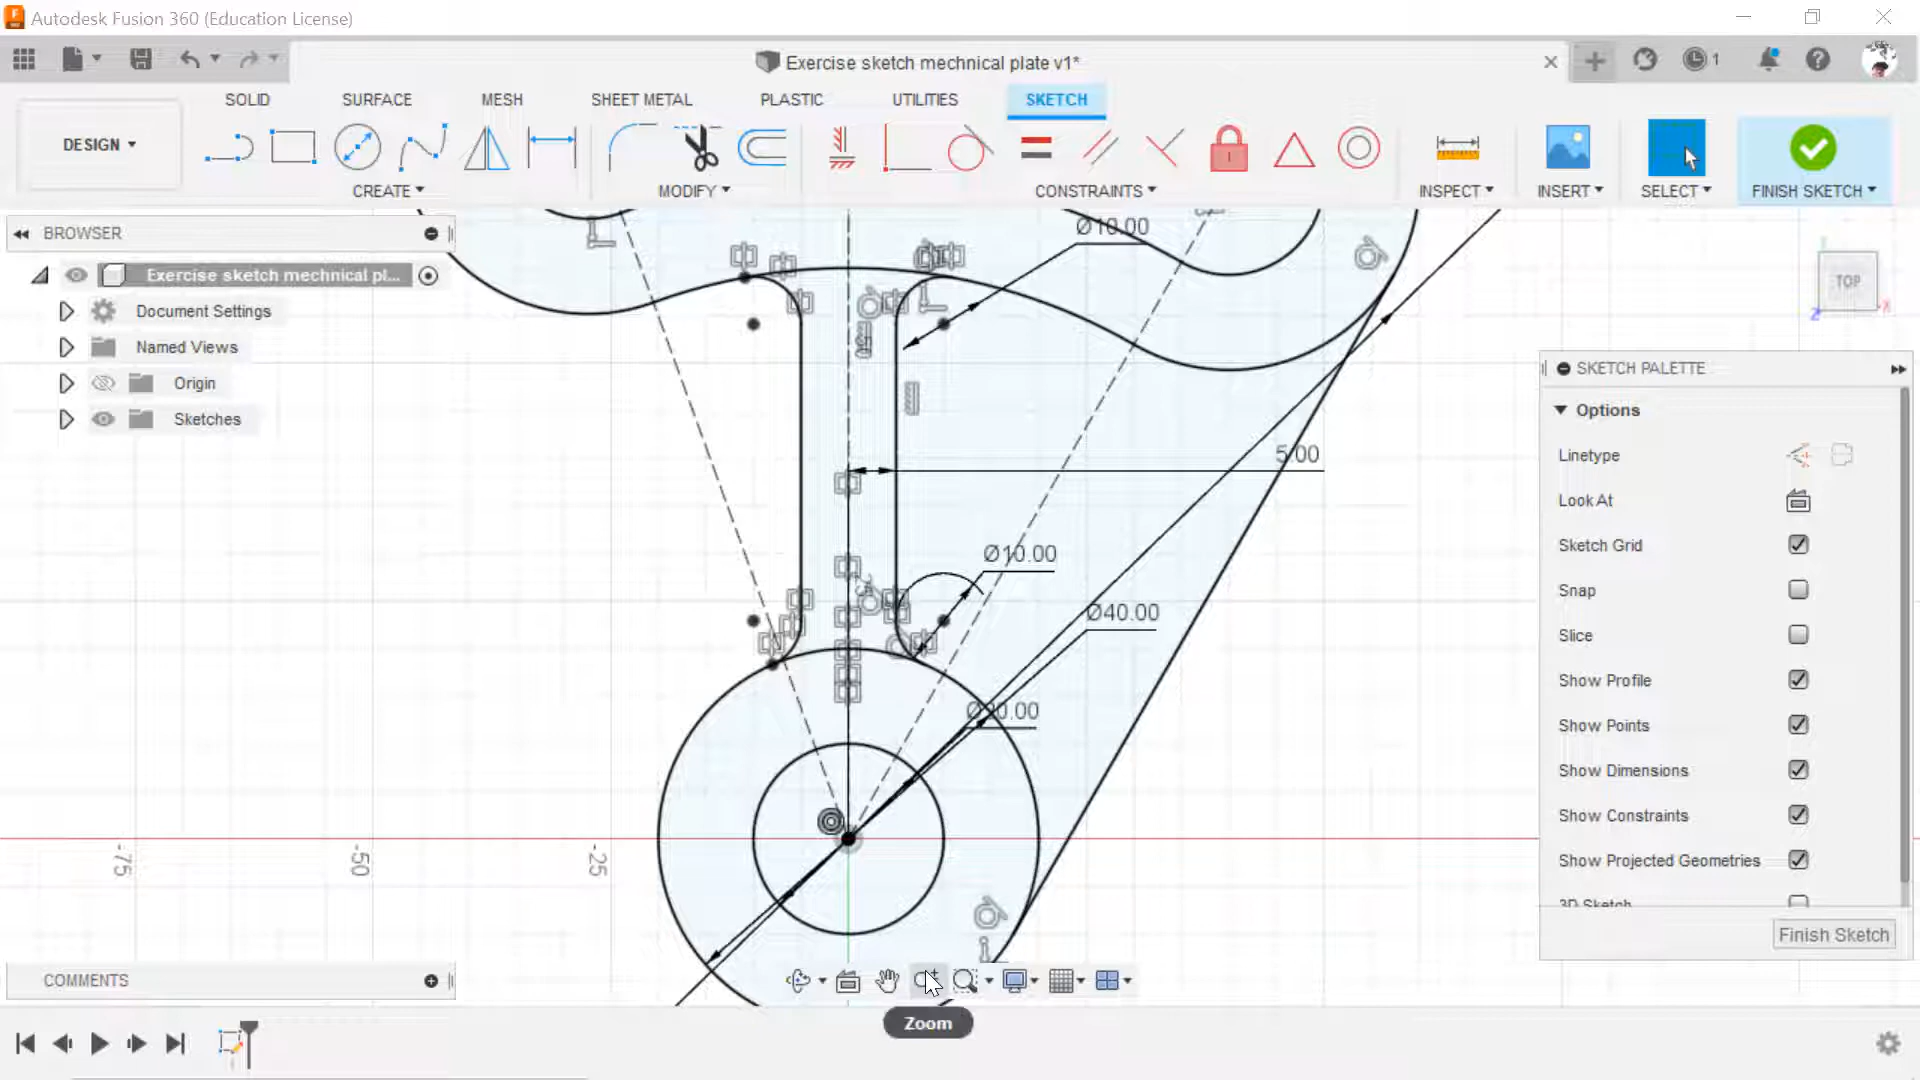 Autodesk Fusion 360 (Education License)
Exercise sketch mechnical plate v1*
1
SOLID
SURFACE
MESH
SHEET METAL
PLASTIC
UTILITIES
SKETCH
DESIGN
CREATE
MODIFY
CONSTRAINTS
INSPECT
INSERT
SELECT
FINISH SKETCH
BROWSER
Exercise sketch mechnical pl...
Document Settings
Named Views
Origin
Sketches
Ø10.00
5.00
Ø10.00
Ø40.00
-75
-50
-25
TOP
Z
X
SKETCH PALETTE
Options
Linetype
Look At
Sketch Grid
Snap
Slice
Show Profile
Show Points
Show Dimensions
Show Constraints
Show Projected Geometries
3D Sketch
Finish Sketch
COMMENTS
Zoom